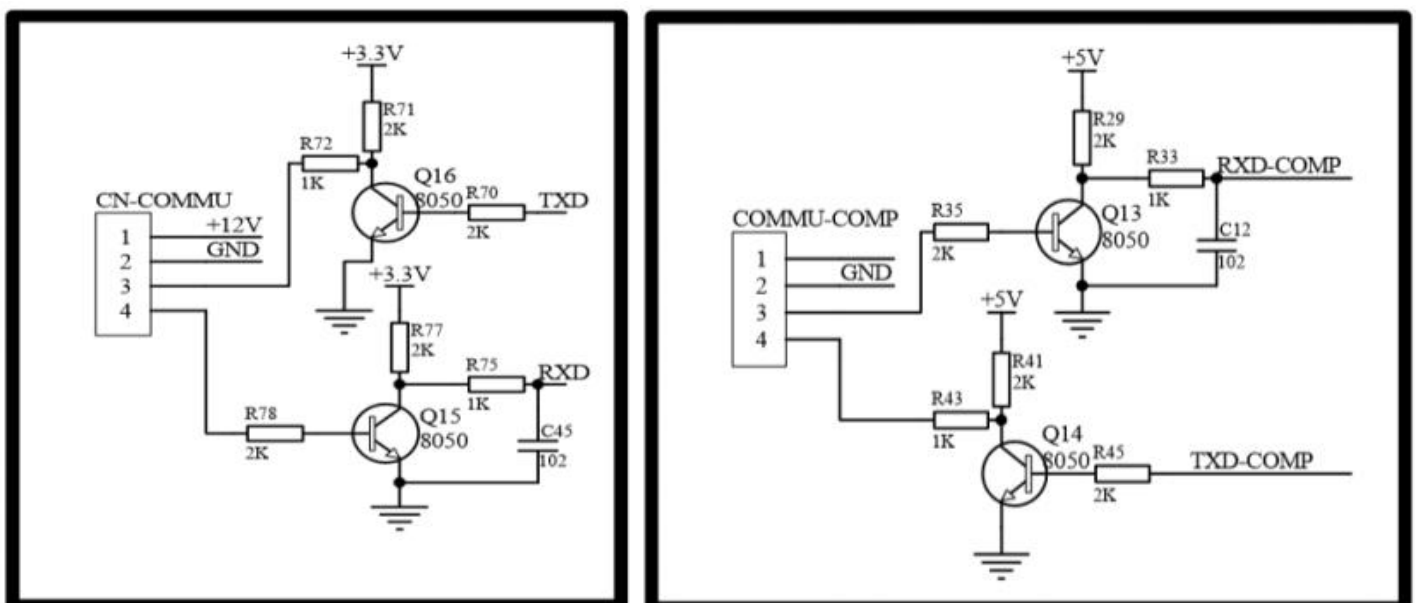 +3.3V
R71
2K
R72
1K
Q16
8050
R70
2K
TXD
CN-COMMU
1
+12V
2
GND
3
4
+3.3V
R77
2K
R75
1K
RXD
R78
2K
Q15
8050
C45
102
+5V
R29
2K
R33
1K
RXD-COMP
COMMU-COMP
R35
2K
Q13
8050
C12
102
1
2
GND
3
4
+5V
R41
2K
R43
1K
Q14
8050
R45
2K
TXD-COMP